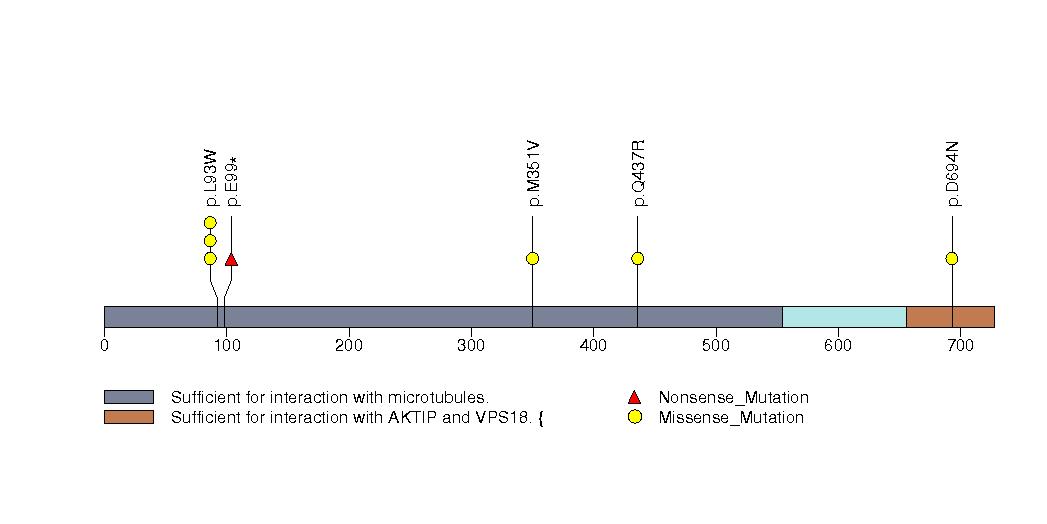 p.L93W
p.E99*
p.M351V
p.Q437R
p.D694N
0 100 200 300 400 500 600 700
Sufficient for interaction with microtubules.
Sufficient for interaction with AKTIP and VPS18. {
Nonsense_Mutation
Missense_Mutation